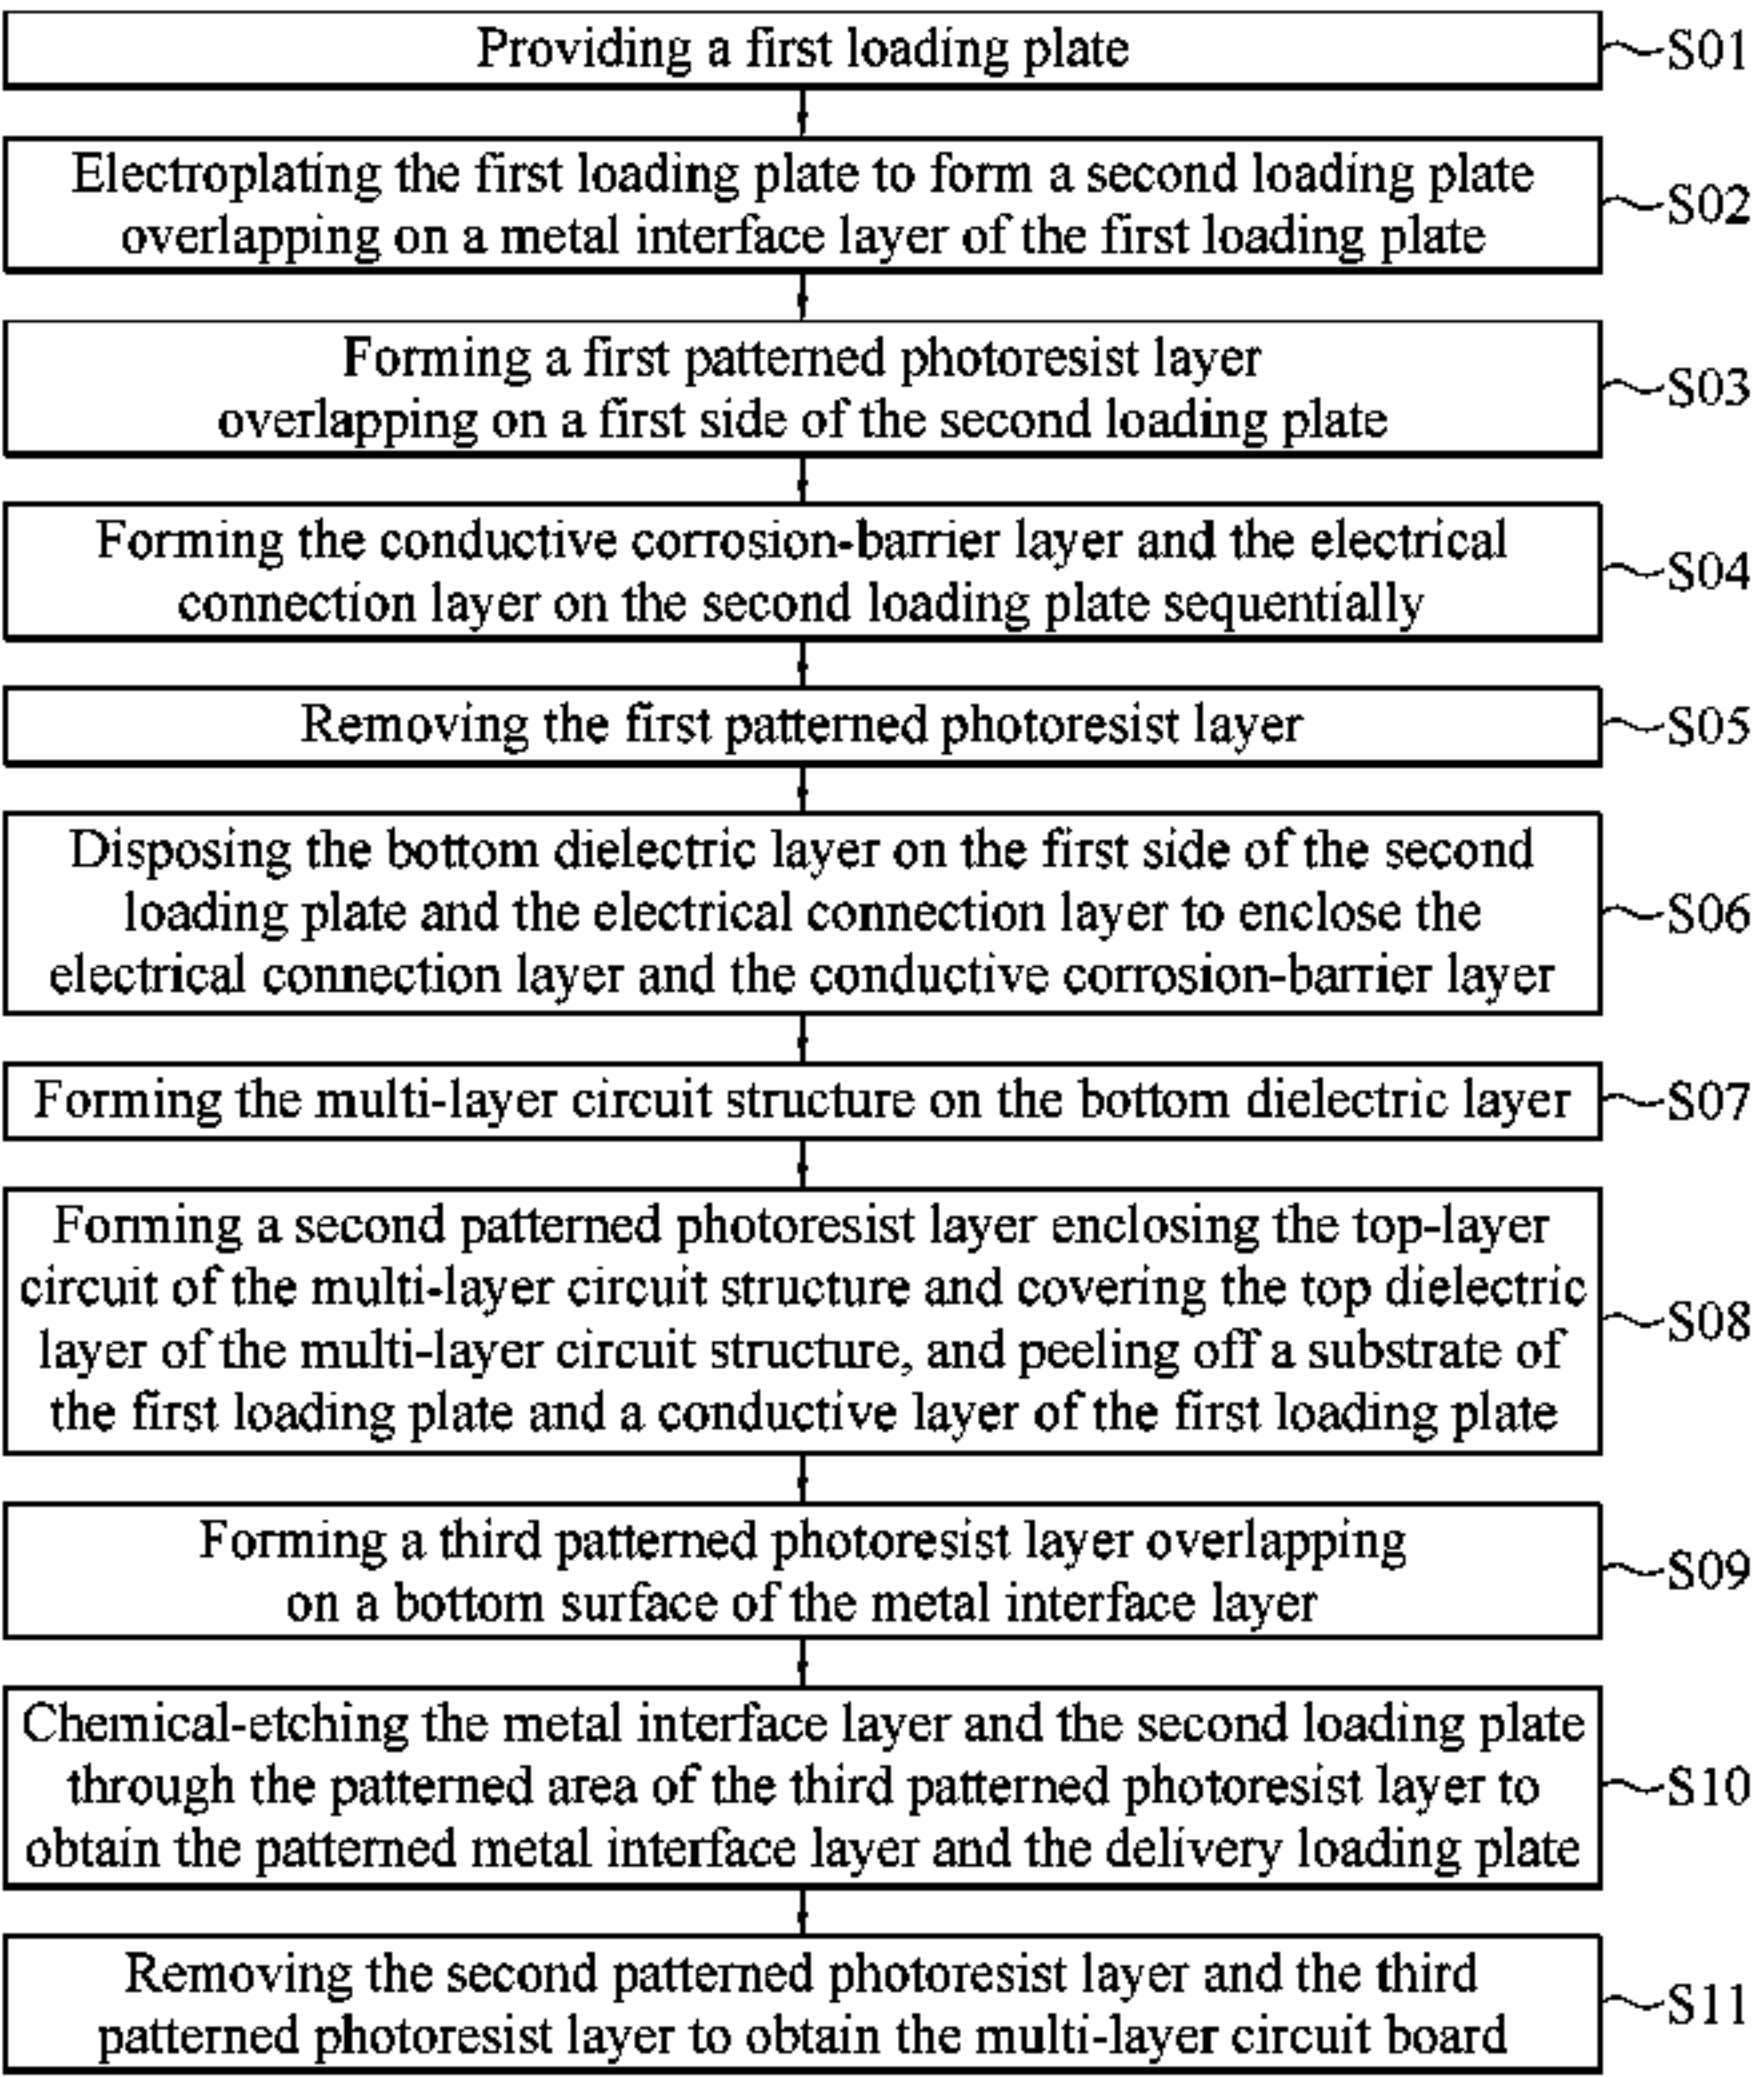 Providing a first loading plate
S01
Electroplating the first loading plate to form a second loading plate
overlapping on a metal interface layer of the first loading plate
S02
Forming a first patterned photoresist layer
overlapping on a first side of the second loading plate
S03
Forming the conductive corrosion-barrier layer and the electrical
connection layer on the second loading plate sequentially
S04
Removing the first patterned photoresist layer
S05
Disposing the bottom dielectric layer on the first side of the second
loading plate and the electrical connection layer to enclose the
electrical connection layer and the conductive corrosion-barrier layer
S06
Forming the multi-layer circuit structure on the bottom dielectric layer
S07
Forming a second patterned photoresist layer enclosing the top-layer
circuit of the multi-layer circuit structure and covering the top dielectric
layer of the multi-layer circuit structure, and peeling off a substrate of
the first loading plate and a conductive layer of the first loading plate
S08
Forming a third patterned photoresist layer overlapping
on a bottom surface of the metal interface layer
S09
Chemical-etching the metal interface layer and the second loading plate
through the patterned area of the third patterned photoresist layer to
obtain the patterned metal interface layer and the delivery loading plate
S10
Removing the second patterned photoresist layer and the third
patterned photoresist layer to obtain the multi-layer circuit board
S11